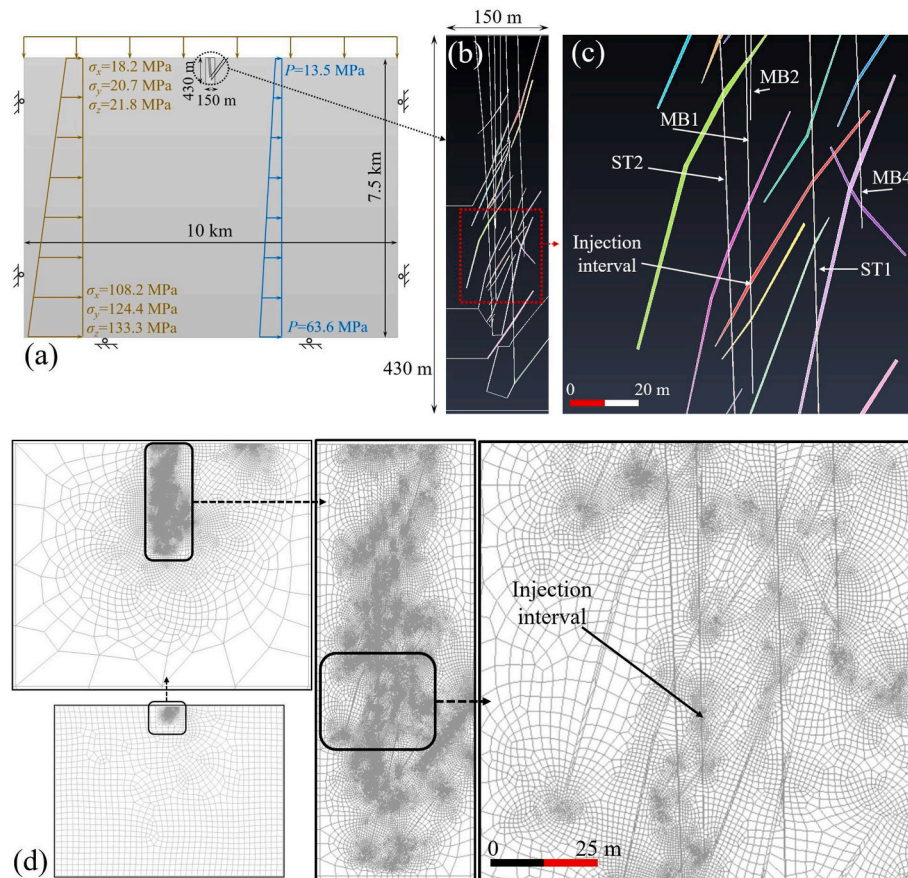 150 m
(b)
(c)
σx=18.2 MPa
σy=20.7 MPa
σz=21.8 MPa
430 m
150 m
P=13.5 MPa
7.5 km
10 km
σx=108.2 MPa
σy=124.4 MPa
σz=133.3 MPa
P=63.6 MPa
(a)
430 m
MB2
MB1
ST2
MB4
Injection
interval
ST1
0
20 m
Injection
interval
(d)
0
25 m